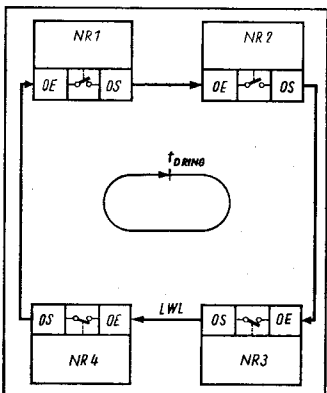 NR1
NR2
OE OS
OE OS
t_DRING
LWL
OS OE
OS OE
NR4
NR3